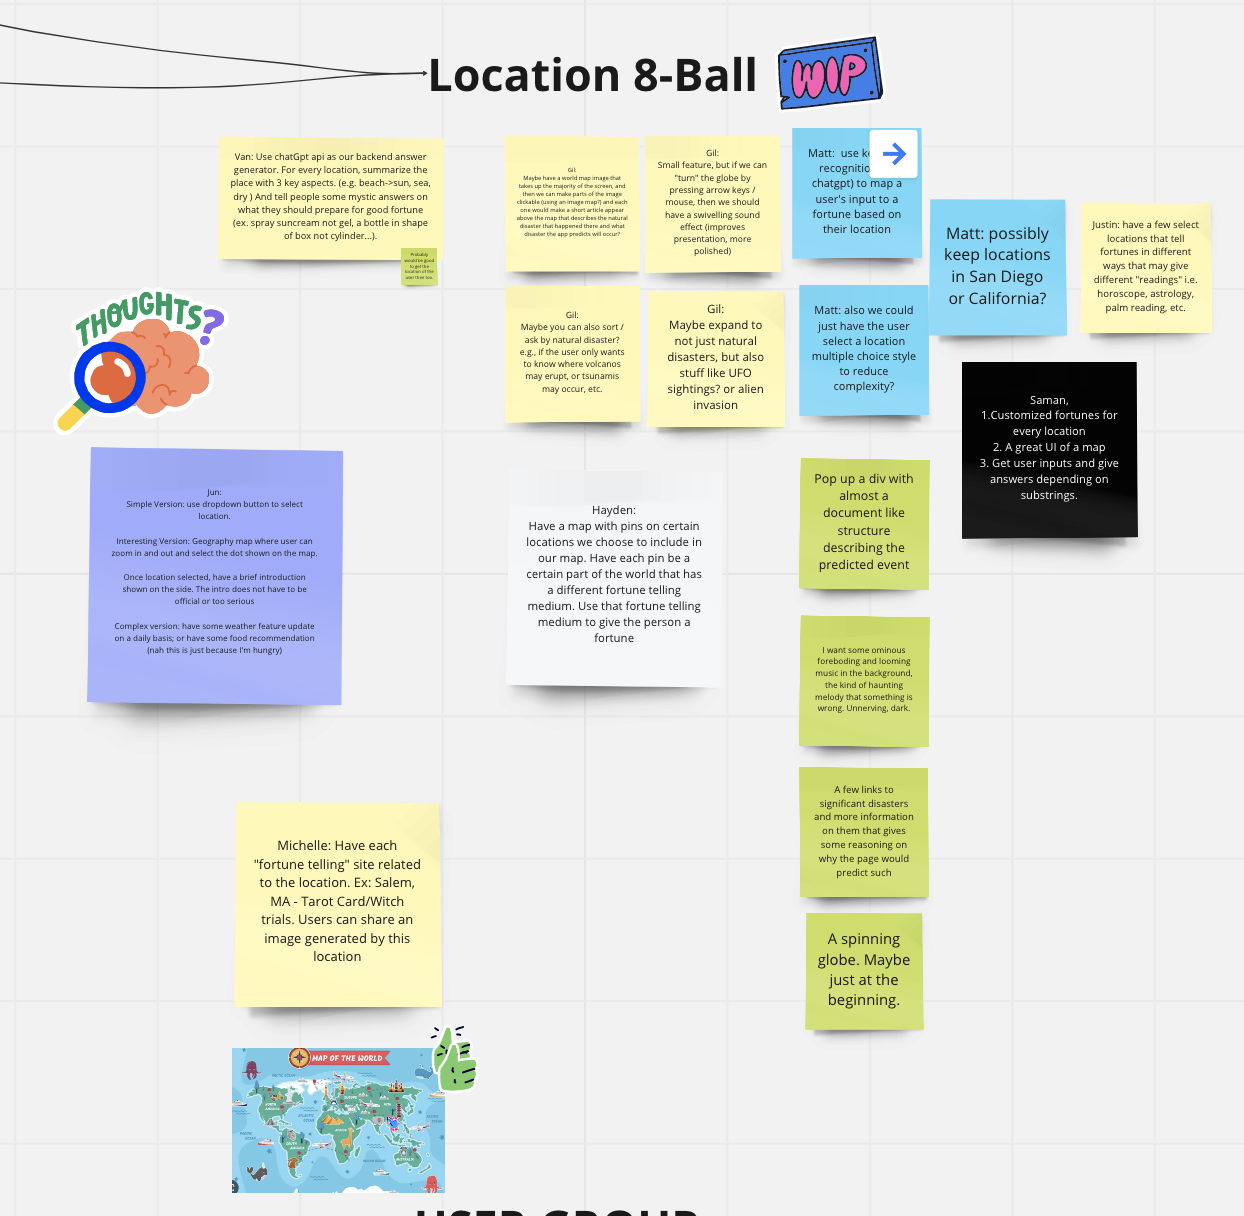 Location 8-Ball
WIP
Van: Use chatGpt api as our backend answer
generator. For every location, summarize the
place with 3 key aspects. (e.g. beach->sun, sea,
dry ) And tell people some mystic answers on
what they should prepare for good fortune
(ex. spray suncream not gel, a bottle in shape
of box not cylinder...).
Probably
would be good
to get the
location of the
user then too.
Gil:
Maybe have a world map image that
takes up the majority of the screen, and
then we can make parts of the image
clickable (using an image map?) and each
one would make a short article appear
above the map that describes the natural
disaster that happened there and what
disaster the app predicts will occur?
Gil:
Small feature, but if we can
"turn" the globe by
pressing arrow keys /
mouse, then we should
have a swivelling sound
effect (improves
presentation, more
polished)
Matt: use
recognitio
chatgpt) to map a
user's input to a
fortune based on
their location
Matt: possibly
keep locations
in San Diego
or California?
Justin: have a few select
locations that tell
fortunes in different
ways that may give
different "readings" i.e.
horoscope, astrology,
palm reading, etc.
THOUGHTS?
Gil:
Maybe you can also sort /
ask by natural disaster?
e.g., if the user only wants
to know where volcanos
may erupt, or tsunamis
may occur, etc.
Gil:
Maybe expand to
not just natural
disasters, but also
stuff like UFO
sightings? or alien
invasion
Matt: also we could
just have the user
select a location
multiple choice style
to reduce
complexity?
Saman,
1.Customized fortunes for
every location
2. A great UI of a map
3. Get user inputs and give
answers depending on
substrings.
Jun:
Simple Version: use dropdown button to select
location.
Interesting Version: Geography map where user can
zoom in and out and select the dot shown on the map.
Once location selected, have a brief introduction
shown on the side. The intro does not have to be
official or too serious
Complex version: have some weather feature update
on a daily basis; or have some food recommendation
(nah this is just because I'm hungry)
Hayden:
Have a map with pins on certain
locations we choose to include in
our map. Have each pin be a
certain part of the world that has
a different fortune telling
medium. Use that fortune telling
medium to give the person a
fortune
Pop up a div with
almost a
document like
structure
describing the
predicted event
I want some ominous
foreboding and looming
music in the background,
the kind of haunting
melody that something is
wrong. Unnerving, dark.
A few links to
significant disasters
and more information
on them that gives
some reasoning on
why the page would
predict such
A spinning
globe. Maybe
just at the
beginning.
Michelle: Have each
"fortune telling" site related
to the location. Ex: Salem,
MA - Tarot Card/Witch
trials. Users can share an
image generated by this
location
MAP OF THE WORLD
USER GROUP